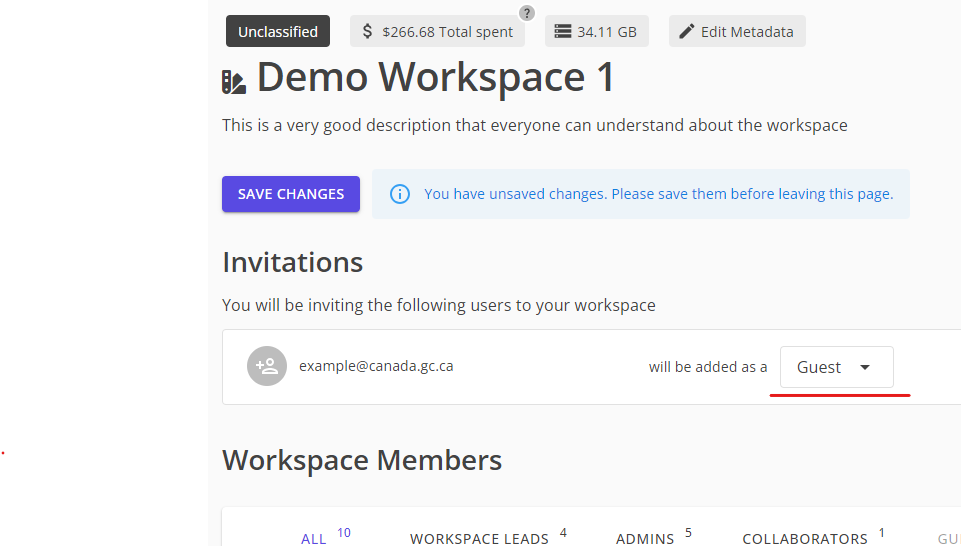 ?
Unclassified $ $266.68 Total spent 34.11 GB Edit Metadata
Demo Workspace 1
This is a very good description that everyone can understand about the workspace
SAVE CHANGES You have unsaved changes. Please save them before leaving this page.
Invitations
You will be inviting the following users to your workspace
example@canada.gc.ca will be added as a Guest
Workspace Members
ALL 10 WORKSPACE LEADS 4 ADMINS 5 COLLABORATORS 1